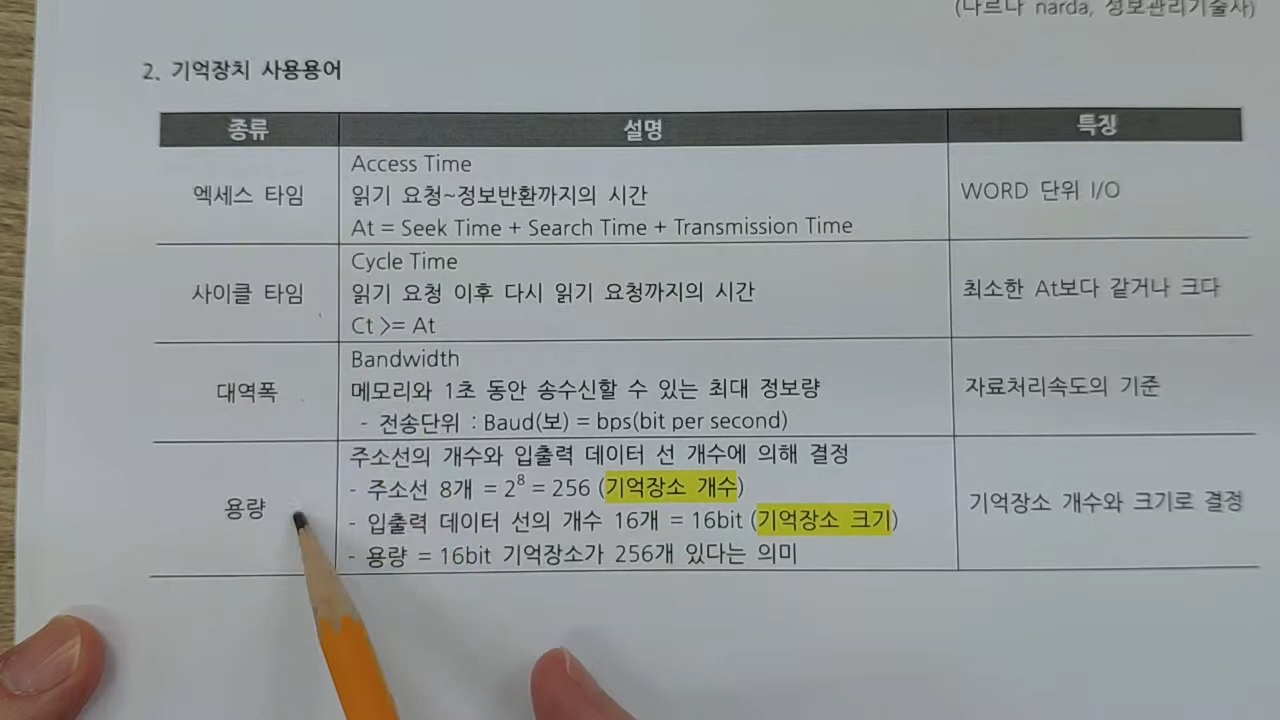 (나르나 narda, 정보관리기술사)
2. 기억장치 사용용어
종류 설명 특징
Access Time
엑세스 타임 읽기 요청~정보반환까지의 시간 WORD 단위 I/O
At = Seek Time + Search Time + Transmission Time
Cycle Time
사이클 타임 읽기 요청 이후 다시 읽기 요청까지의 시간 최소한 At보다 같거나 크다
Ct >= At
Bandwidth
대역폭 메모리와 1초 동안 송수신할 수 있는 최대 정보량 자료처리속도의 기준
- 전송단위 : Baud(보) = bps(bit per second)
주소선의 개수와 입출력 데이터 선 개수에 의해 결정
- 주소선 8개 = 2⁸ = 256 (기억장소 개수)
용량 - 입출력 데이터 선의 개수 16개 = 16bit (기억장소 크기) 기억장소 개수와 크기로 결정
- 용량 = 16bit 기억장소가 256개 있다는 의미